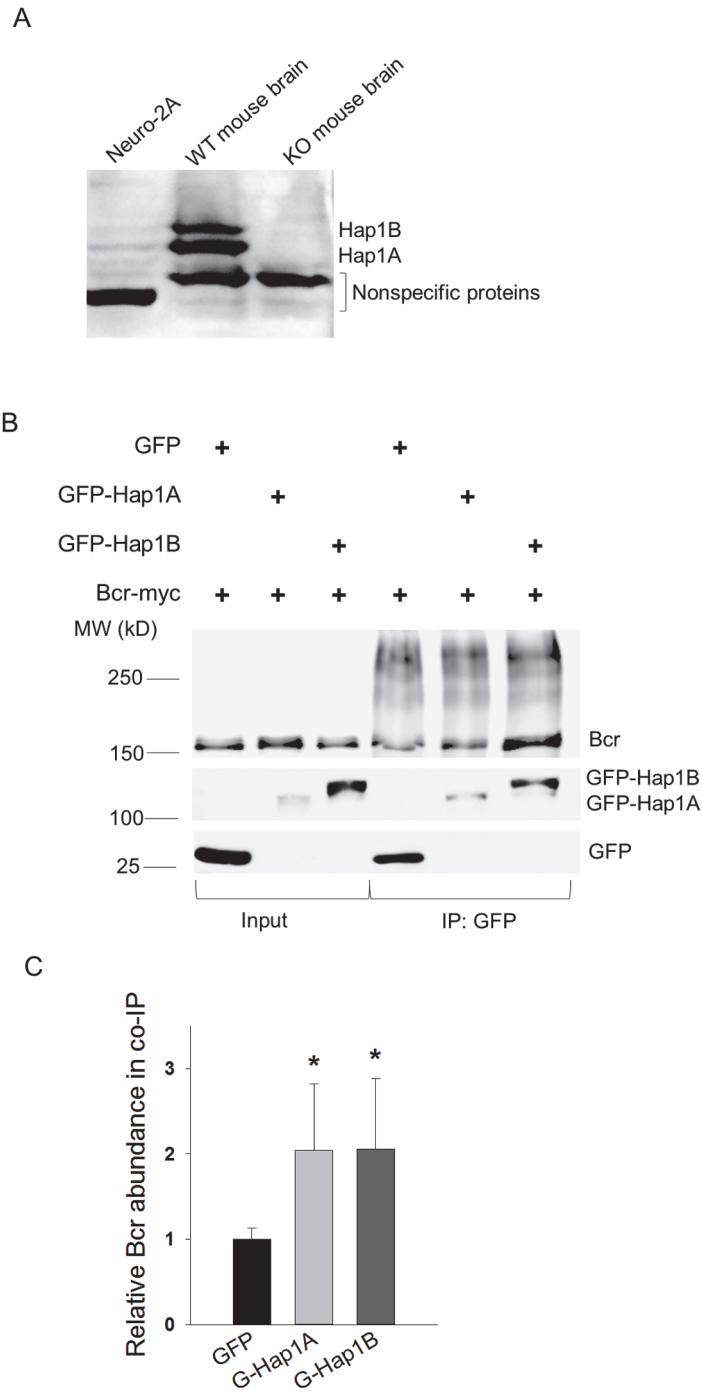 A
Neuro-2A
WT mouse brain
KO mouse brain
Hap1B
Hap1A
Nonspecific proteins
B
GFP + +
GFP-Hap1A + +
GFP-Hap1B + +
Bcr-myc + + + + + +
MW (kD)
250
150
Bcr
GFP-Hap1B
GFP-Hap1A
100
25
GFP
Input
IP: GFP
C
Relative Bcr abundance in co-IP
3
2
1
0
* *
GFP
G-Hap1A
G-Hap1B